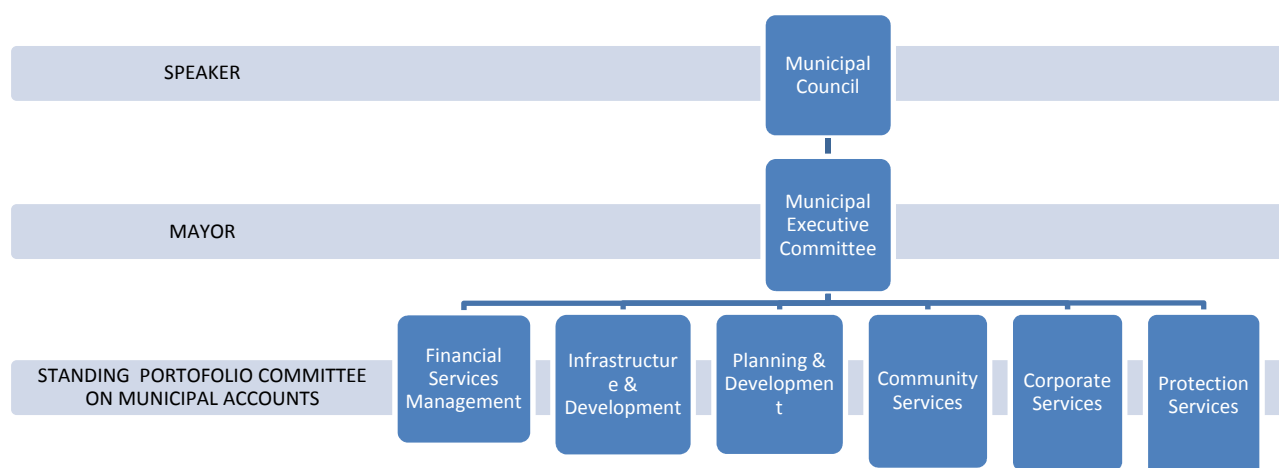 SPEAKER
Municipal
Council
MAYOR
Municipal
Executive
Committee
STANDING PORTOFOLIO COMMITTEE
ON MUNICIPAL ACCOUNTS
Financial
Services
Management
Infrastructur
e &
Development
Planning &
Developmen
t
Community
Services
Corporate
Services
Protection
Services